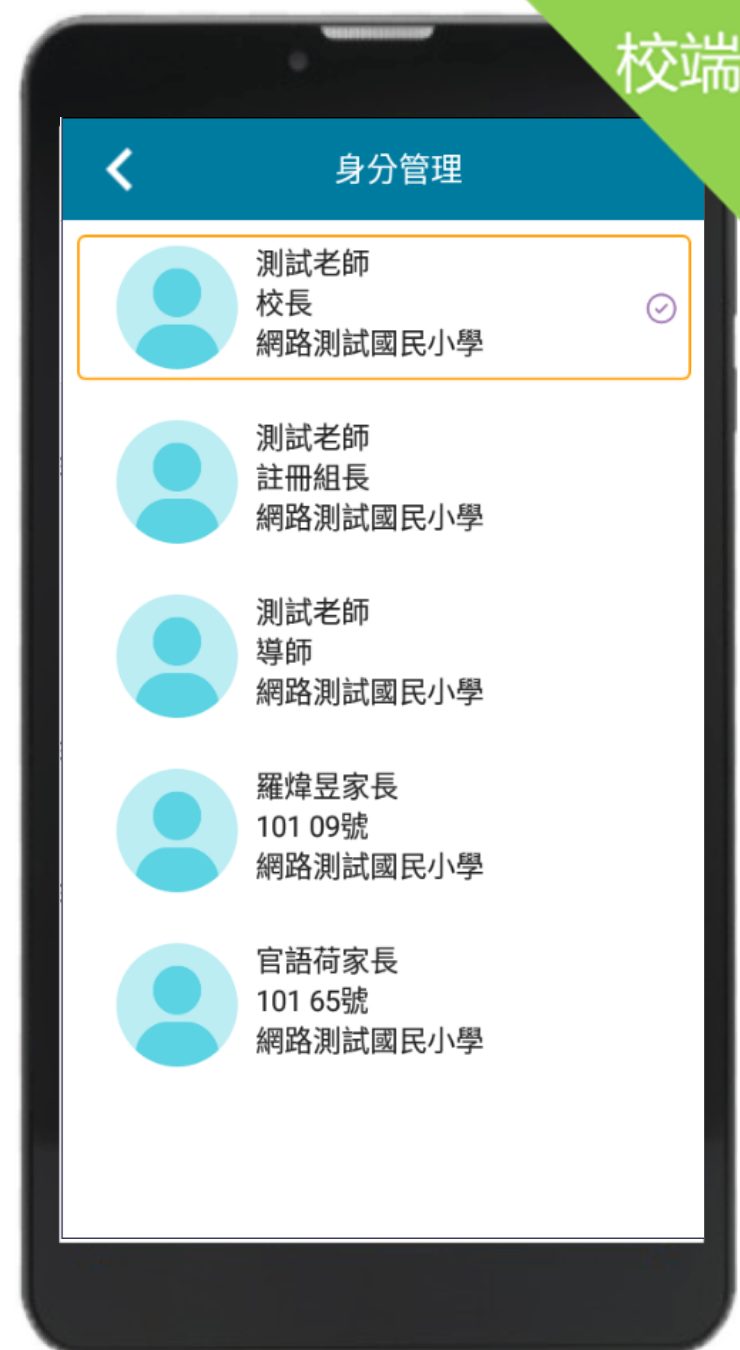 校端
身分管理
測試老師
校長
網路測試國民小學
測試老師
註冊組長
網路測試國民小學
測試老師
導師
網路測試國民小學
羅煒昱家長
101 09號
網路測試國民小學
官語荷家長
101 65號
網路測試國民小學